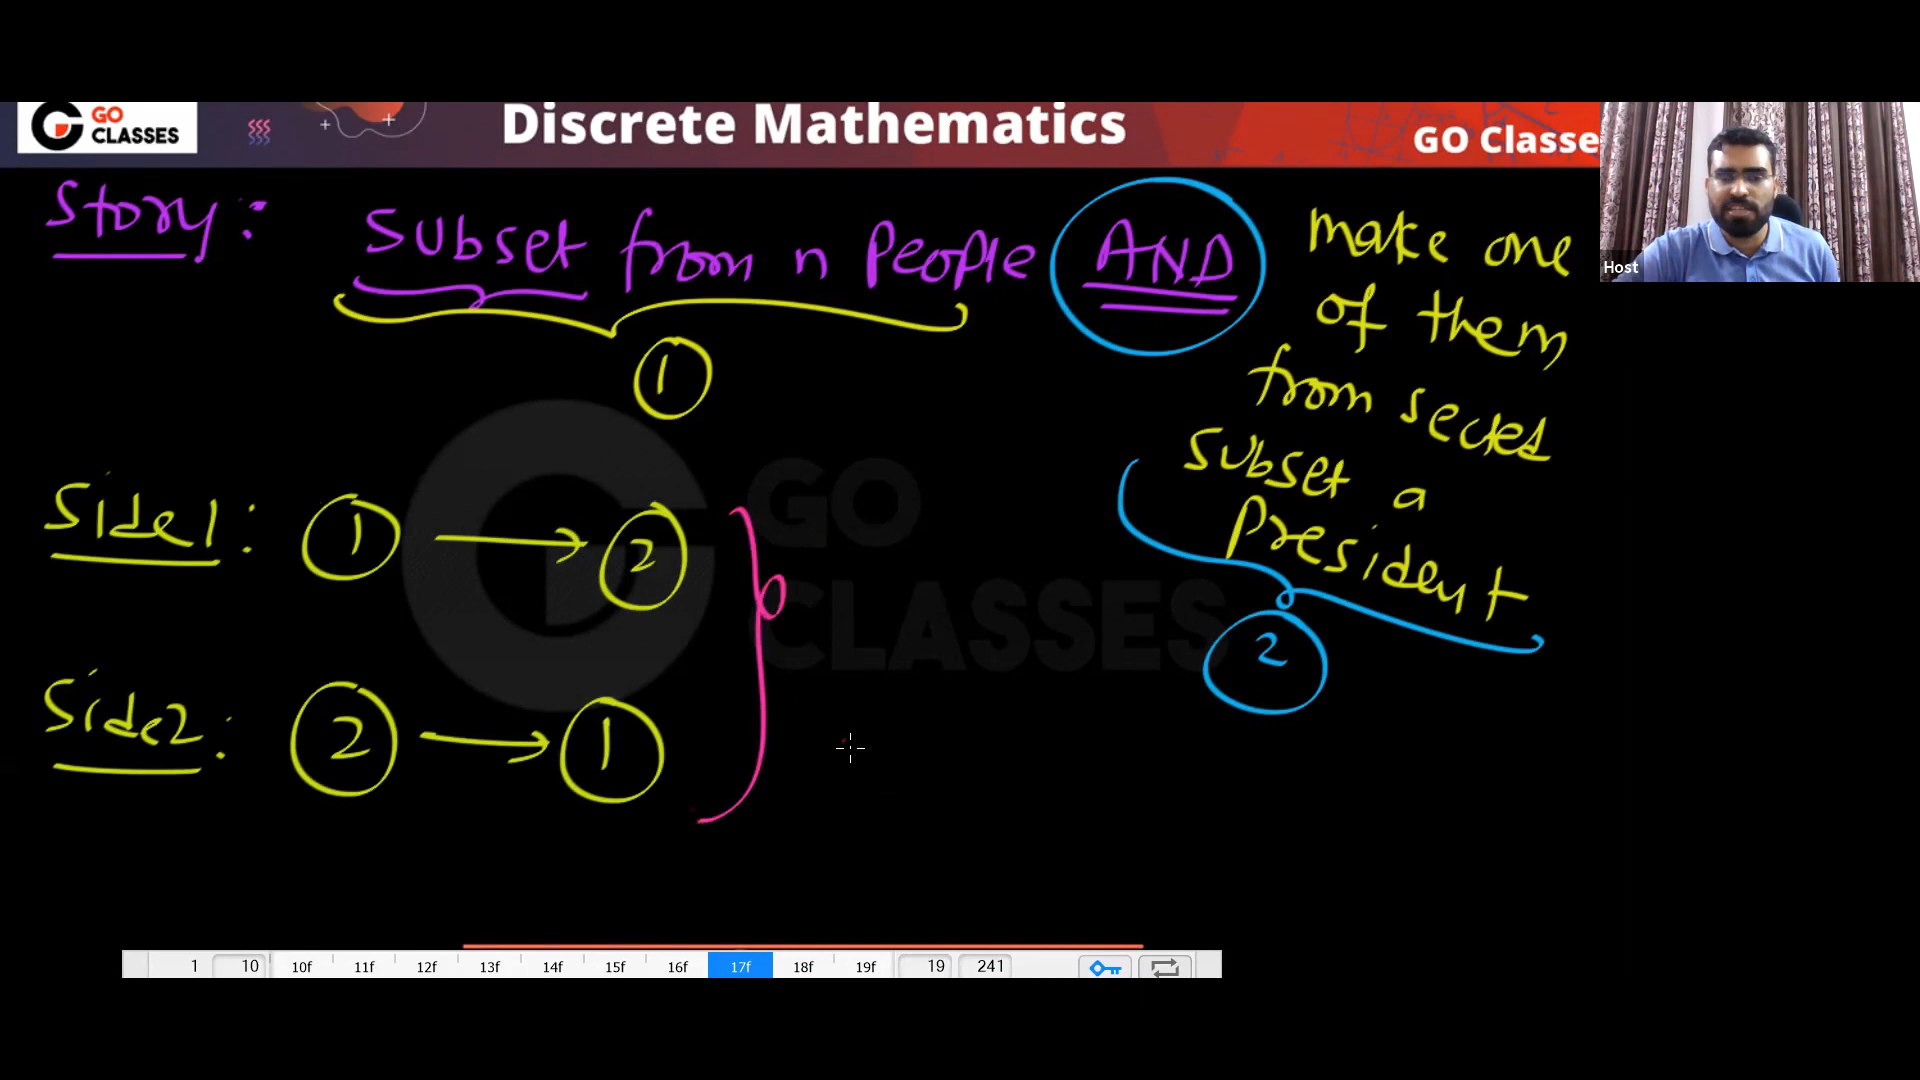 GO
CLASSES
Discrete Mathematics
GO Classe
Host
Story:
Subset from n People AND make one
of them
from
subset a
President
1
2
Side1: 1 → 2
Side2: 2 → 1
GO
CLASSES
1 10 10f 11f 12f 13f 14f 15f 16f 17f 18f 19f 19 241